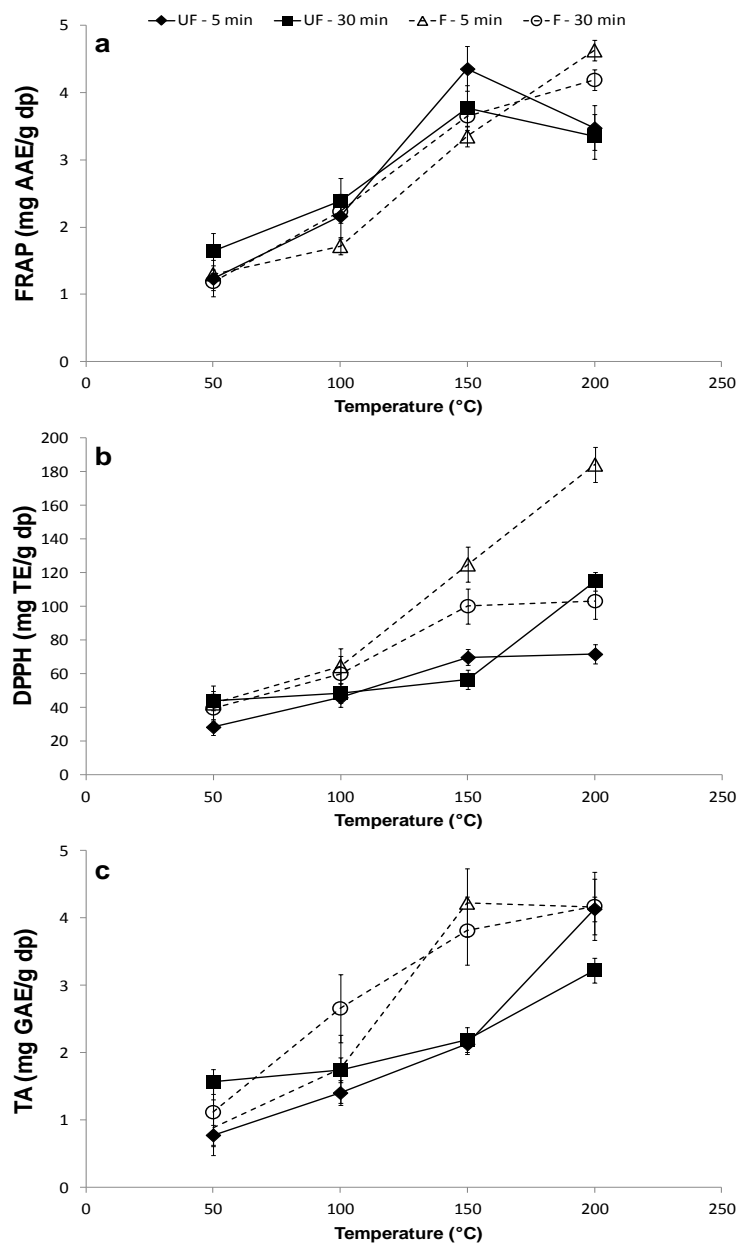 UF - 5 min UF - 30 min F - 5 min F - 30 min
a
5
4
3
2
1
0
FRAP (mg AAE/g dp)
0 50 100 150 200 250
Temperature (°C)
b
200
180
160
140
120
100
80
60
40
20
0
DPPH (mg TE/g dp)
0 50 100 150 200 250
Temperature (°C)
c
5
4
3
2
1
0
TA (mg GAE/g dp)
0 50 100 150 200 250
Temperature (°C)